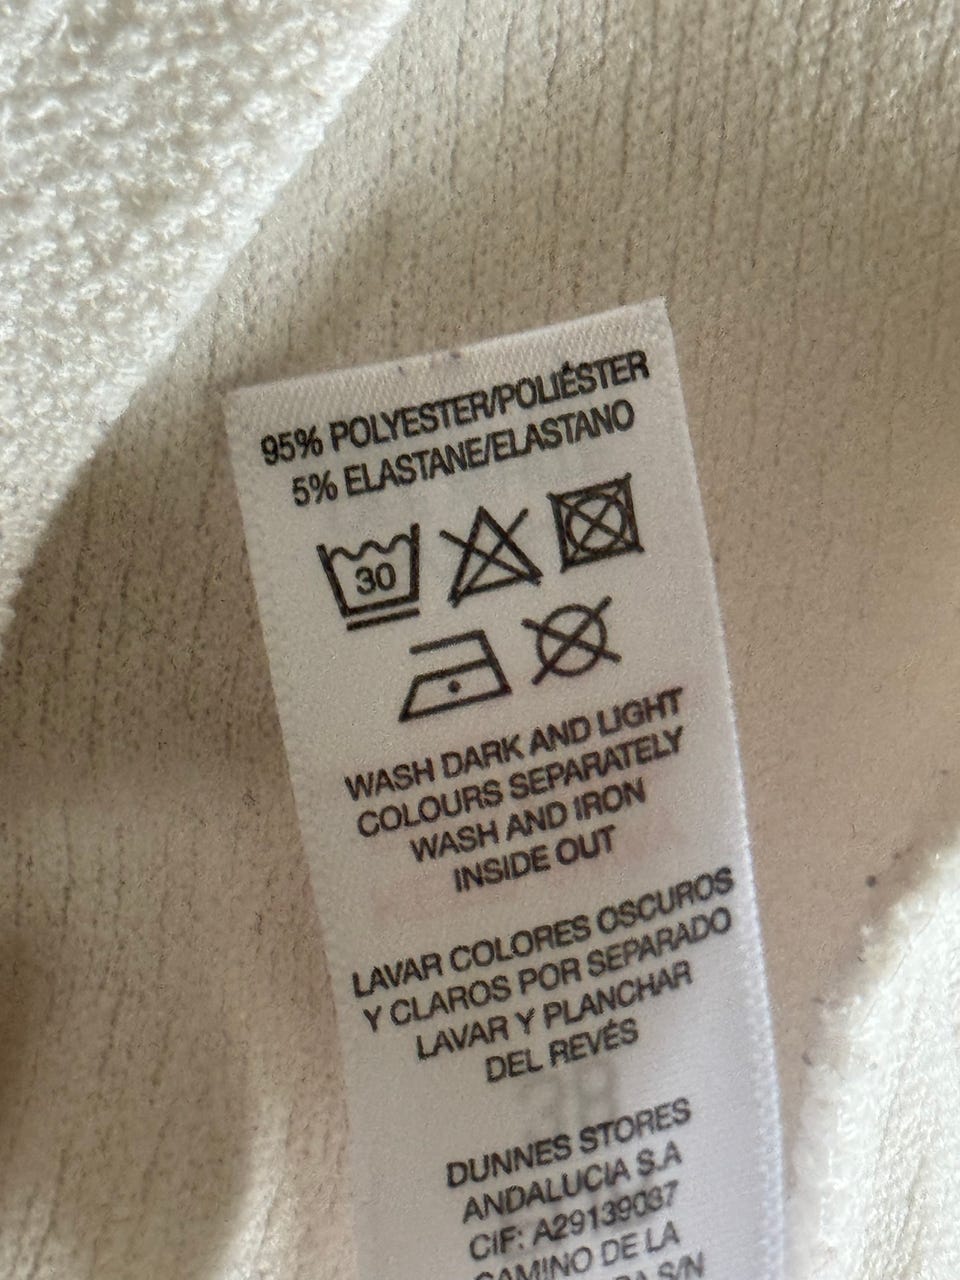 95% POLYESTER/POLIÉSTER
5% ELASTANE/ELASTANO
30
WASH DARK AND LIGHT
COLOURS SEPARATELY
WASH AND IRON
INSIDE OUT
LAVAR COLORES OSCUROS
Y CLAROS POR SEPARADO
LAVAR Y PLANCHAR
DEL REVÉS
DUNNES STORES
ANDALUCIA S.A
CIF: A29139037
CAMINO DE LA
S/N